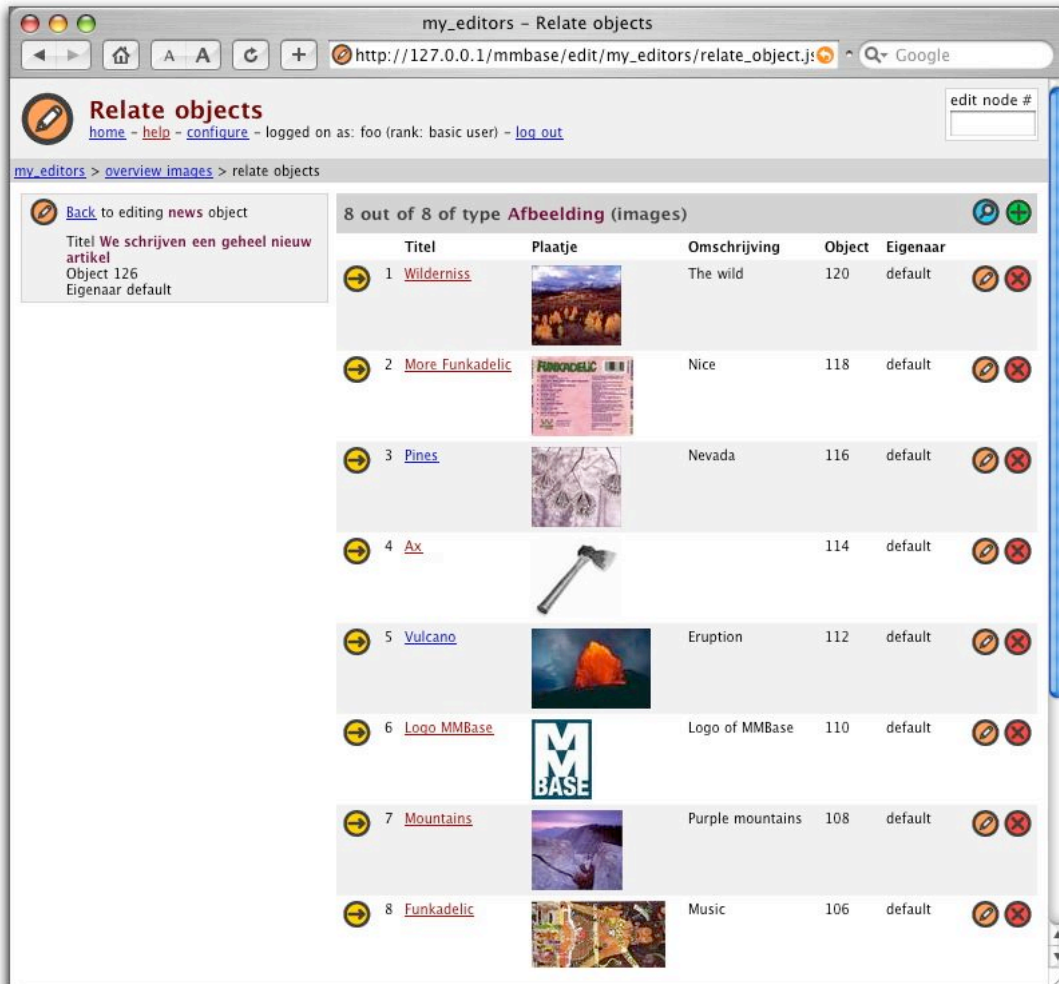 my_editors – Relate objects
A A + http://127.0.0.1/mmbase/edit/my_editors/relate_object.js Google
Relate objects
edit node #
home – help – configure – logged on as: foo (rank: basic user) – log out
my_editors > overview images > relate objects
Back to editing news object
Titel We schrijven een geheel nieuw
artikel
Object 126
Eigenaar default
8 out of 8 of type Afbeelding (images)
Titel Plaatje Omschrijving Object Eigenaar
1 Wilderniss The wild 120 default
2 More Funkadelic Nice 118 default
FUNKADELIC
3 Pines Nevada 116 default
4 Ax 114 default
5 Vulcano Eruption 112 default
6 Logo MMBase Logo of MMBase 110 default
M
M
BASE
7 Mountains Purple mountains 108 default
8 Funkadelic Music 106 default